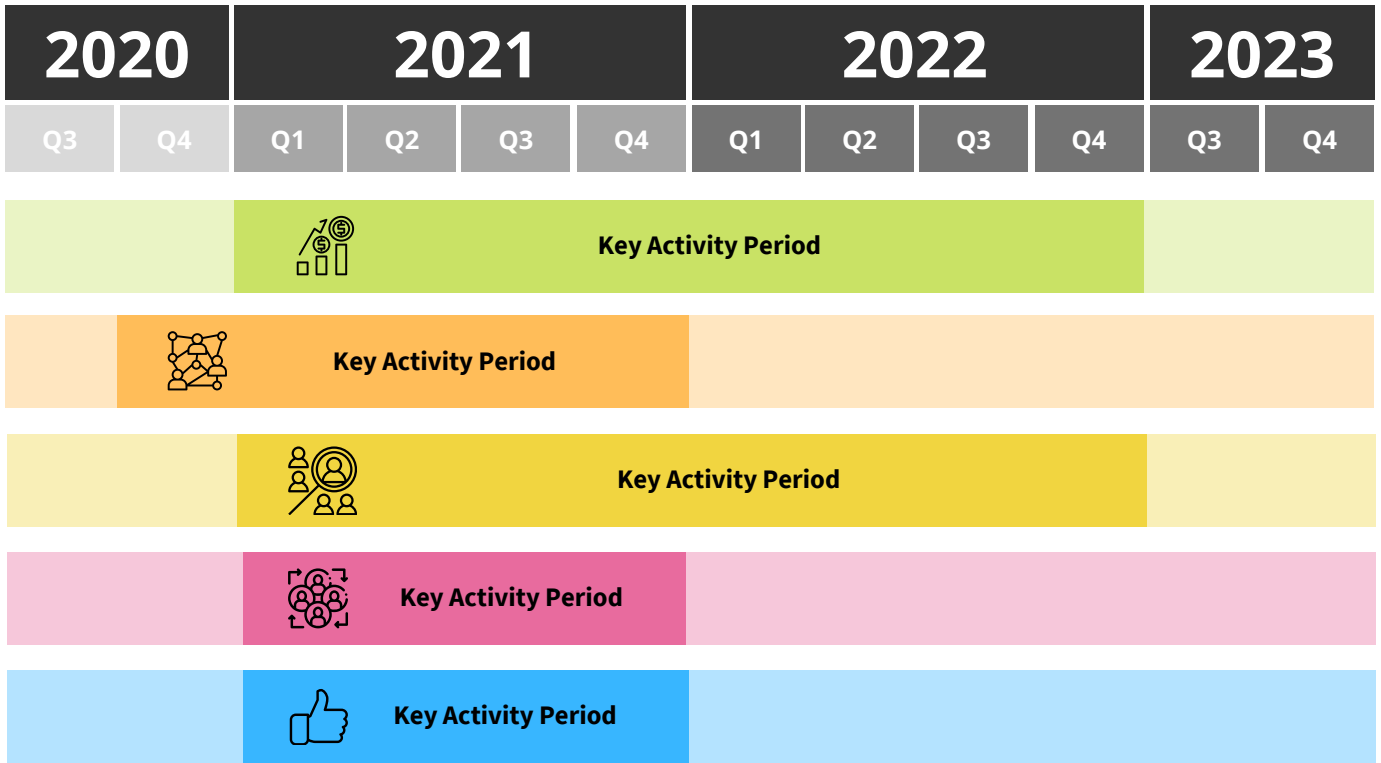 2020 2021 2022 2023
Q3 Q4 Q1 Q2 Q3 Q4 Q1 Q2 Q3 Q4 Q3 Q4
$ $
Key Activity Period
Key Activity Period
Key Activity Period
Key Activity Period
Key Activity Period